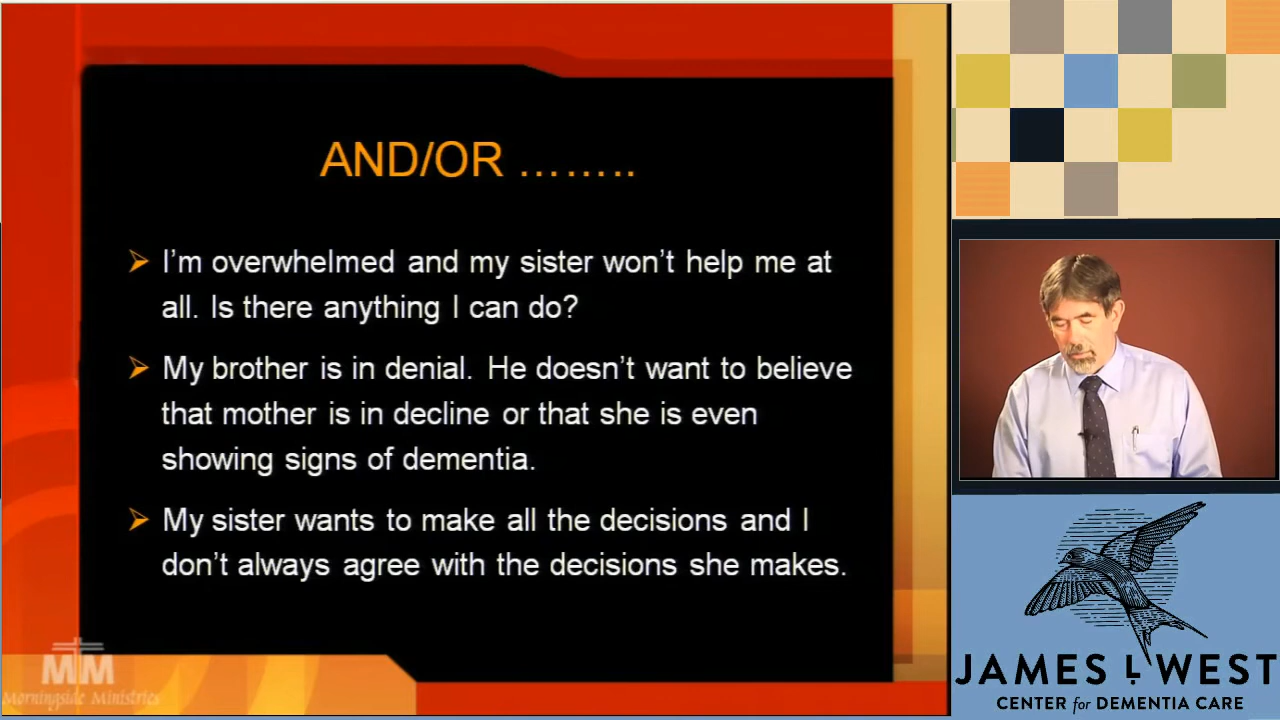 AND/OR ……..
➢ I'm overwhelmed and my sister won't help me at
all. Is there anything I can do?
➢ My brother is in denial. He doesn't want to believe
that mother is in decline or that she is even
showing signs of dementia.
➢ My sister wants to make all the decisions and I
don't always agree with the decisions she makes.
MM
Morningside Ministries
JAMES L WEST
CENTER for DEMENTIA CARE